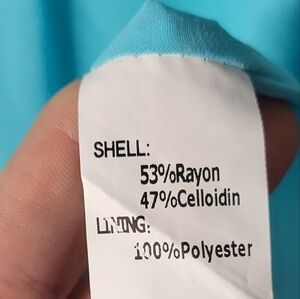 SHELL:
53%Rayon
47%Celloidin
LINING:
100%Polyester